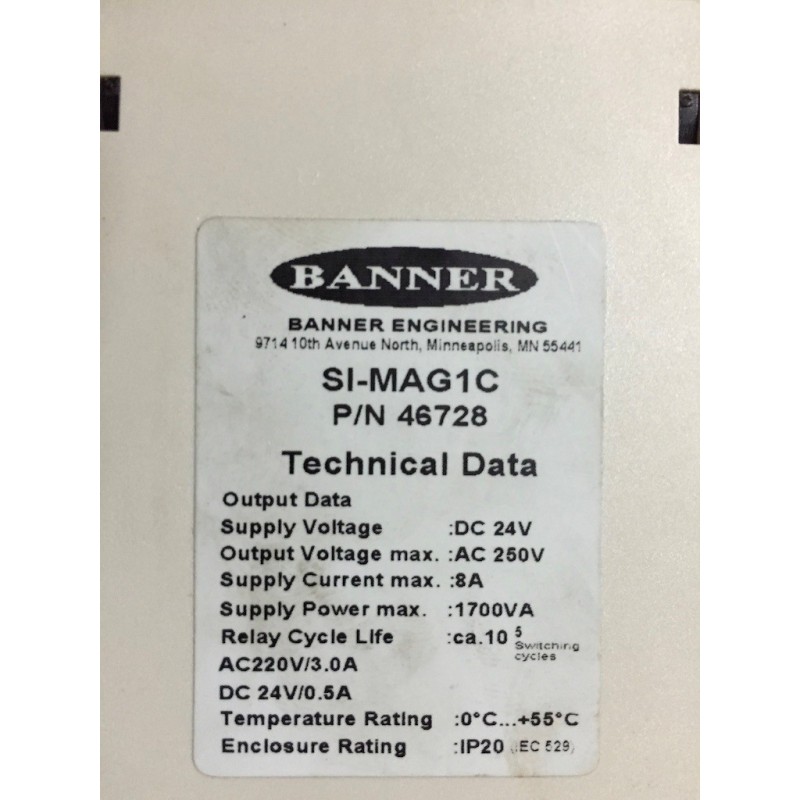 BANNER
BANNER ENGINEERING
9714 10th Avenue North, Minneapolis, MN 55441
SI-MAG1C
P/N 46728
Technical Data
Output Data
Supply Voltage :DC 24V
Output Voltage max. :AC 250V
Supply Current max. :8A
Supply Power max. :1700VA
Relay Cycle Life :ca.10 5 Switching cycles
AC220V/3.0A
DC 24V/0.5A
Temperature Rating :0°C...+55°C
Enclosure Rating :IP20 (IEC 529)